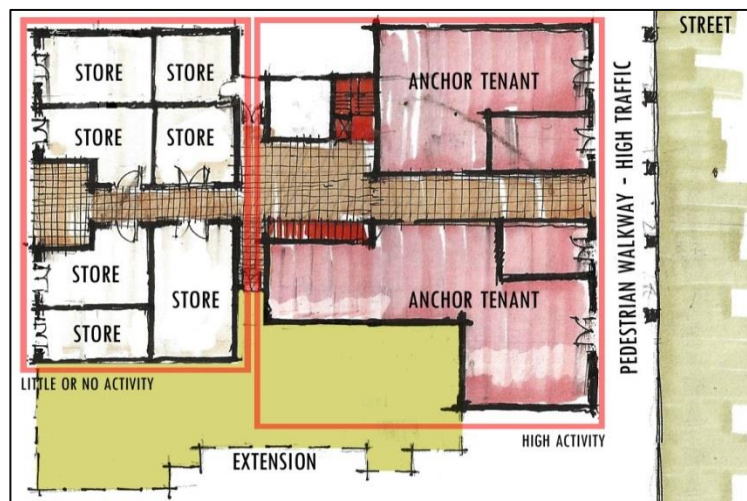 STREET
STORE
STORE
ANCHOR TENANT
STORE
STORE
PEDESTRIAN WALKWAY - HIGH TRAFFIC
STORE
STORE
ANCHOR TENANT
STORE
LITTLE OR NO ACTIVITY
HIGH ACTIVITY
EXTENSION